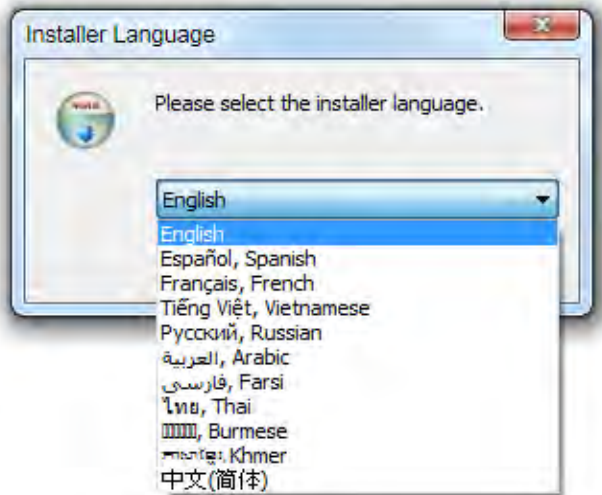 Installer Language
Please select the installer language.
English
English
Español, Spanish
Français, French
Tiếng Việt, Vietnamese
Русский, Russian
العربية, Arabic
فارسی, Farsi
ไทย, Thai
Burmese
Khmer
中文(简体)